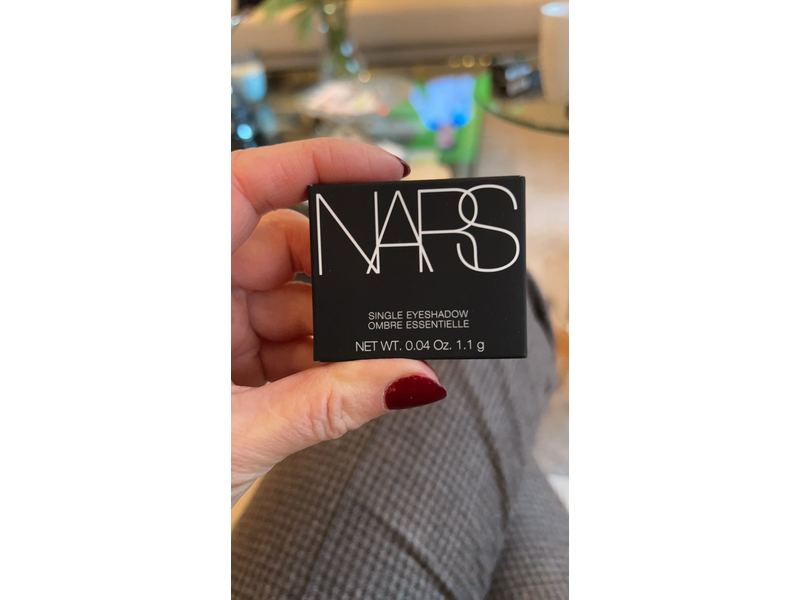 NARS
SINGLE EYESHADOW
OMBRE ESSENTIELLE
NET WT. 0.04 Oz. 1.1 g